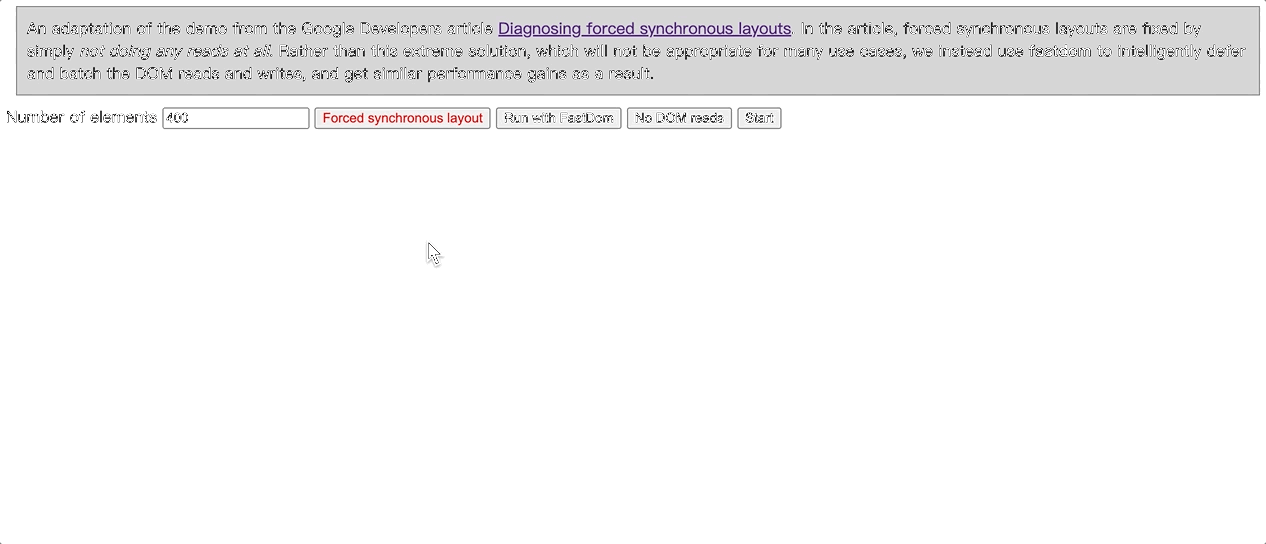 An adaptation of the demo from the Google Developers article Diagnosing forced synchronous layouts. In the article, forced synchronous layouts are fixed by
simply not doing any reads at all. Rather than this extreme solution, which will not be appropriate for many use cases, we instead use fastdom to intelligently defer
and batch the DOM reads and writes, and get similar performance gains as a result.
Number of elements 400 Forced synchronous layout Run with FastDom No DOM reads Start